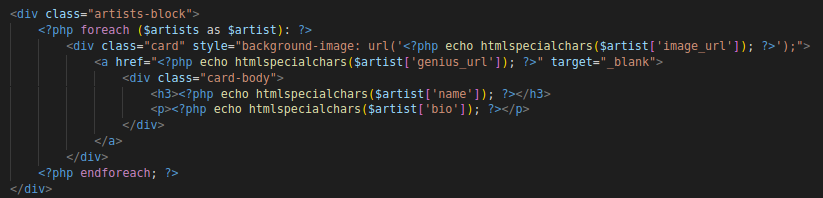 <div class="artists-block">
    <?php foreach ($artists as $artist): ?>
        <div class="card" style="background-image: url('<?php echo htmlspecialchars($artist['image_url']); ?>');">
            <a href="<?php echo htmlspecialchars($artist['genius_url']); ?>" target="_blank">
                <div class="card-body">
                    <h3><?php echo htmlspecialchars($artist['name']); ?></h3>
                    <p><?php echo htmlspecialchars($artist['bio']); ?></p>
                </div>
            </a>
        </div>
    <?php endforeach; ?>
</div>